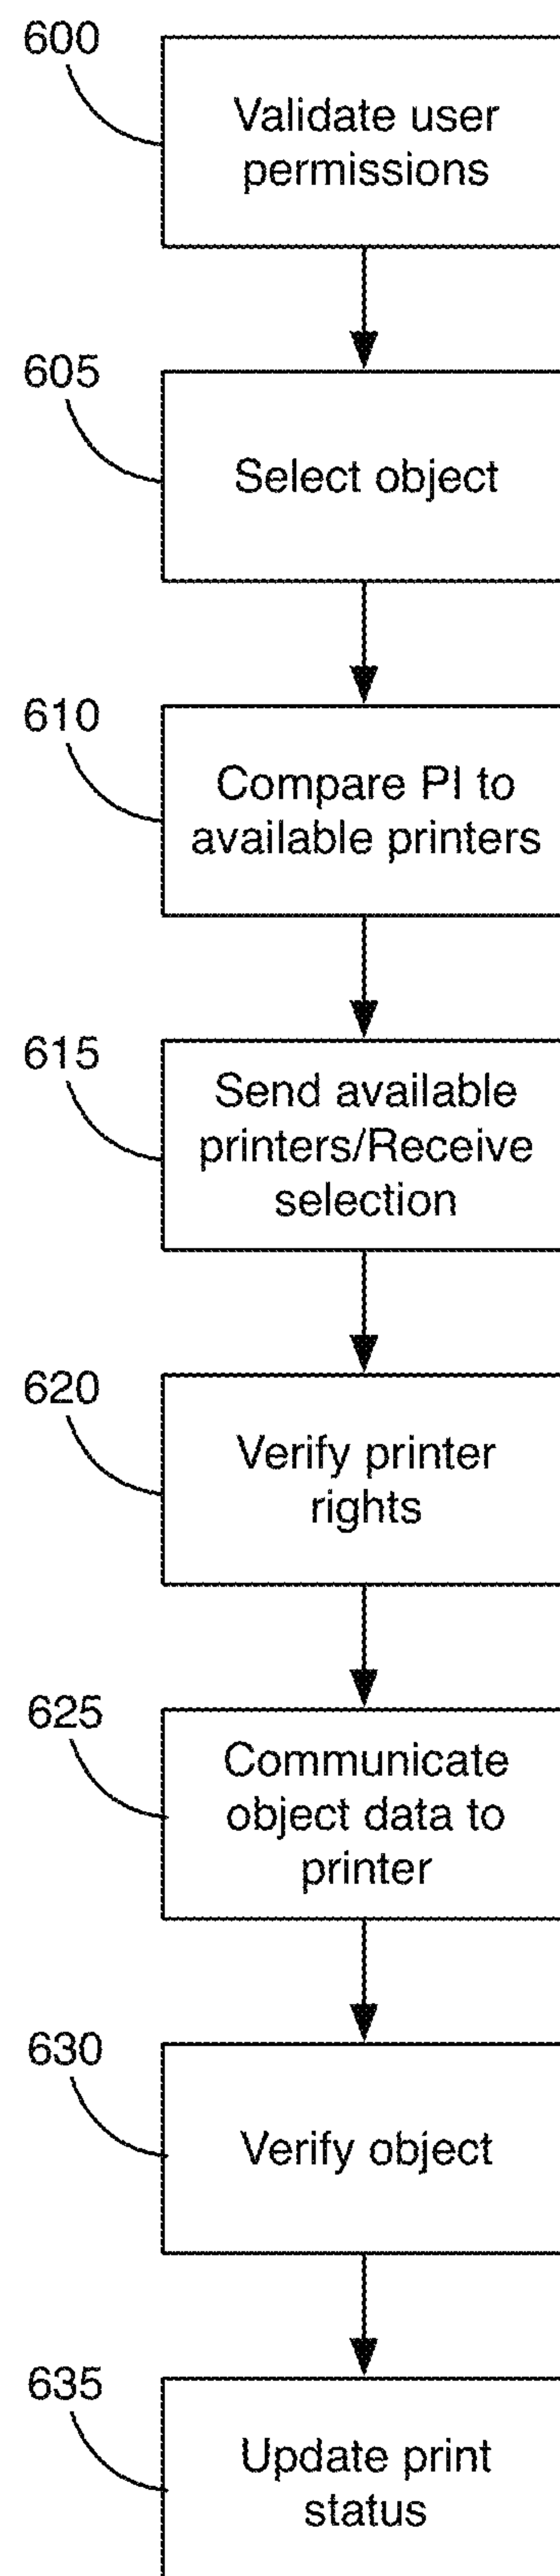 600
Validate user
permissions
605
Select object
610
Compare PI to
available printers
615
Send available
printers/Receive
selection
620
Verify printer
rights
625
Communicate
object data to
printer
630
Verify object
635
Update print
status